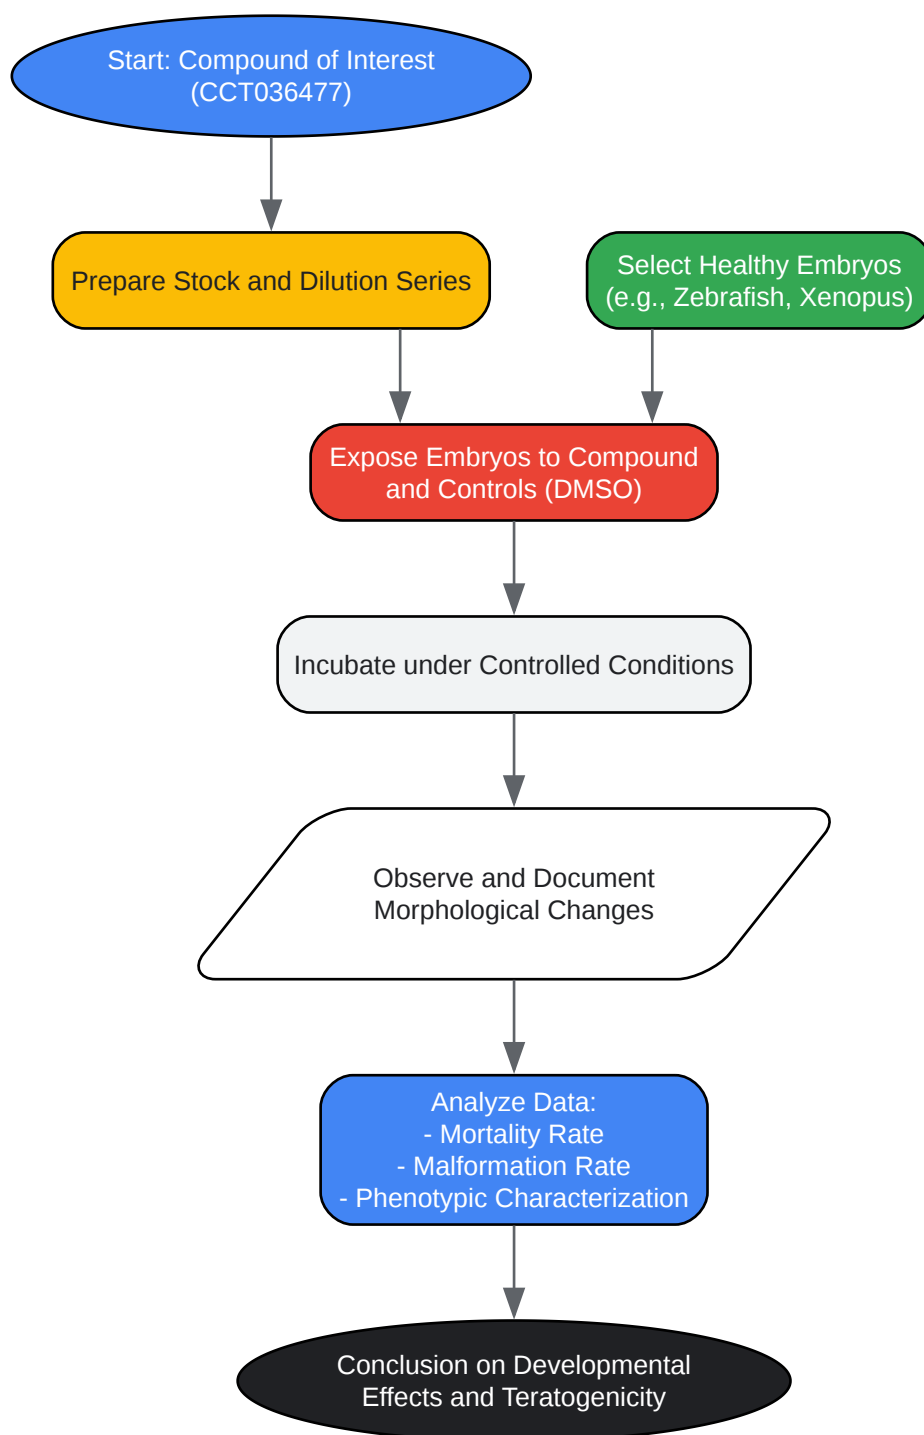 Start: Compound of Interest
(CCT036477)
Prepare Stock and Dilution Series
Select Healthy Embryos
(e.g., Zebrafish, Xenopus)
Expose Embryos to Compound
and Controls (DMSO)
Incubate under Controlled Conditions
Observe and Document
Morphological Changes
Analyze Data:
- Mortality Rate
- Malformation Rate
- Phenotypic Characterization
Conclusion on Developmental
Effects and Teratogenicity